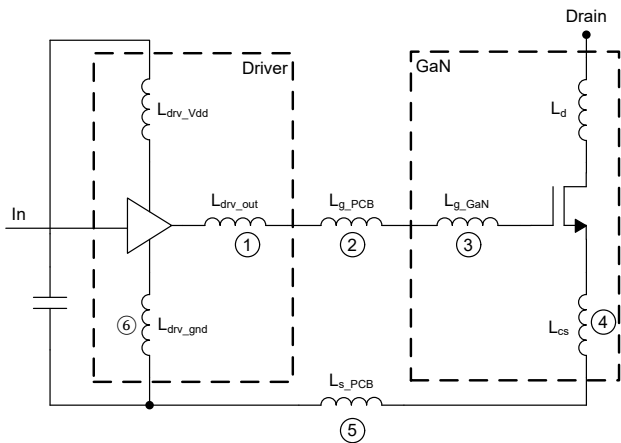 Drain
Driver
GaN
L_drv_Vdd
L_d
In
L_drv_out
L_g_PCB
L_g_GaN
①
②
③
⑥
L_drv_gnd
L_cs
④
L_s_PCB
⑤